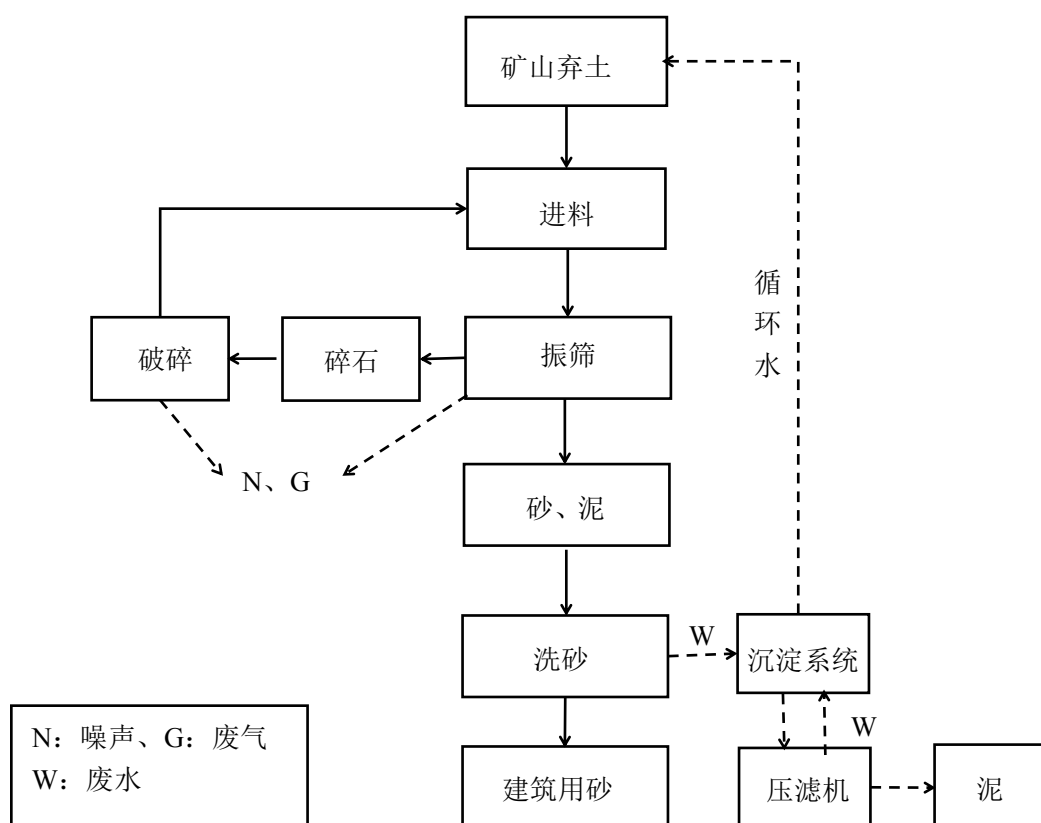 矿山弃土
进料
循环水
破碎
碎石
振筛
N、G
砂、泥
洗砂
W
沉淀系统
W
N：噪声、G：废气
W：废水
建筑用砂
压滤机
泥